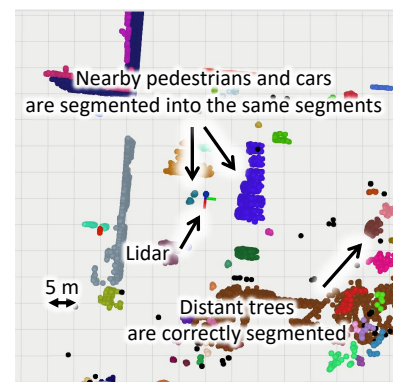 Nearby pedestrians and cars
are segmented into the same segments
Lidar
5 m
Distant trees
are correctly segmented